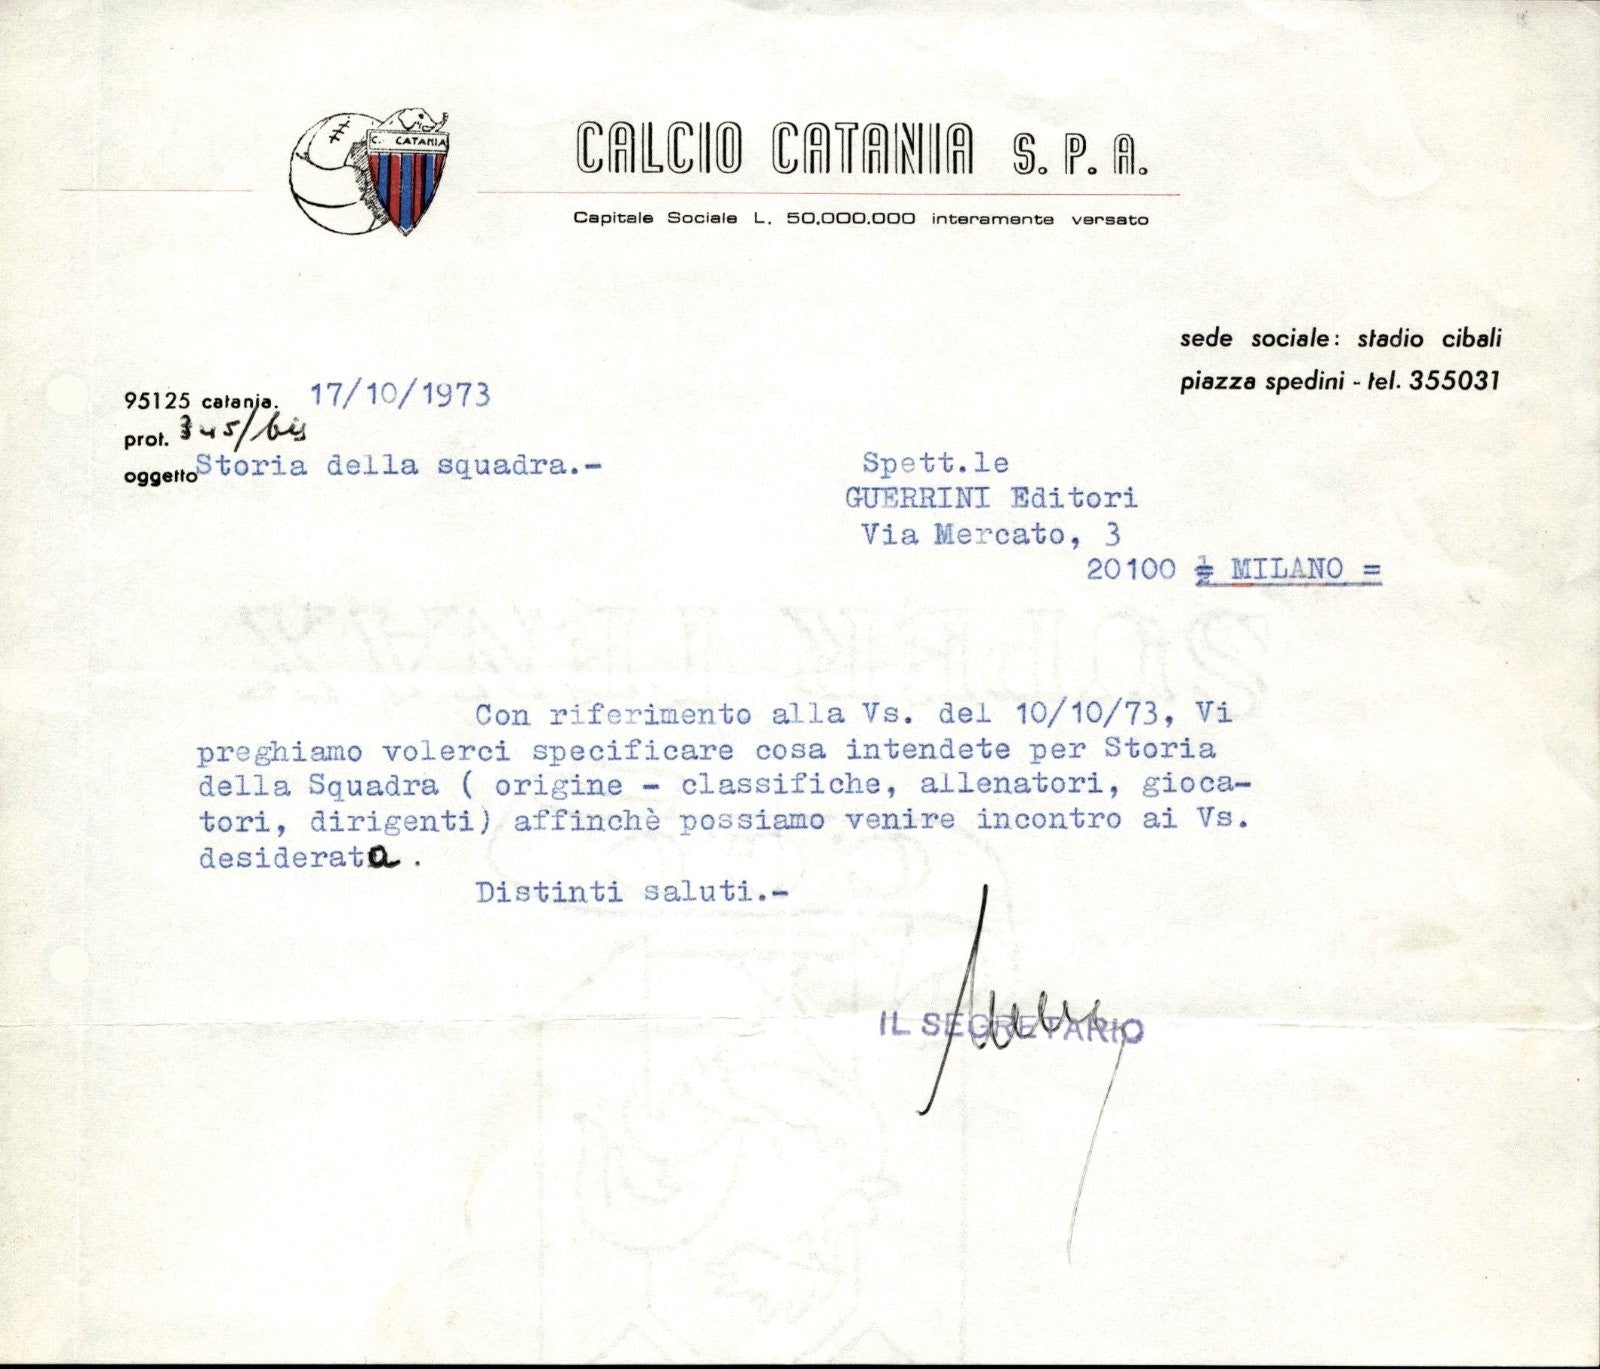 C. CATANIA
CALCIO CATANIA S. P. A.
Capitale Sociale L. 50.000.000 interamente versato
sede sociale: stadio cibali
piazza spedini - tel. 355031
95125 catania. 17/10/1973
prot. 345/bis
oggetto Storia della squadra.-
Spett.le
GUERRINI Editori
Via Mercato, 3
20100 = MILANO =
Con riferimento alla Vs. del 10/10/73, Vi
preghiamo volerci specificare cosa intendete per Storia
della Squadra ( origine - classifiche, allenatori, gioca-
tori, dirigenti) affinchè possiamo venire incontro ai Vs.
desiderata .
Distinti saluti.-
IL SEGRETARIO